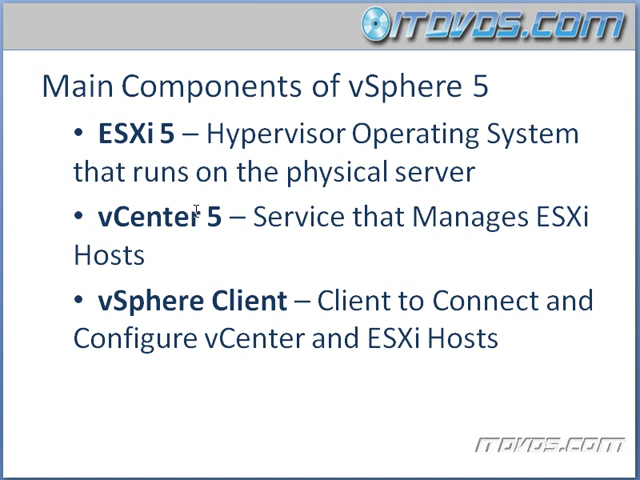 ITDVDS.COM
Main Components of vSphere 5
• ESXi 5 – Hypervisor Operating System
that runs on the physical server
• vCenter 5 – Service that Manages ESXi
Hosts
• vSphere Client – Client to Connect and
Configure vCenter and ESXi Hosts
ITDVDS.COM